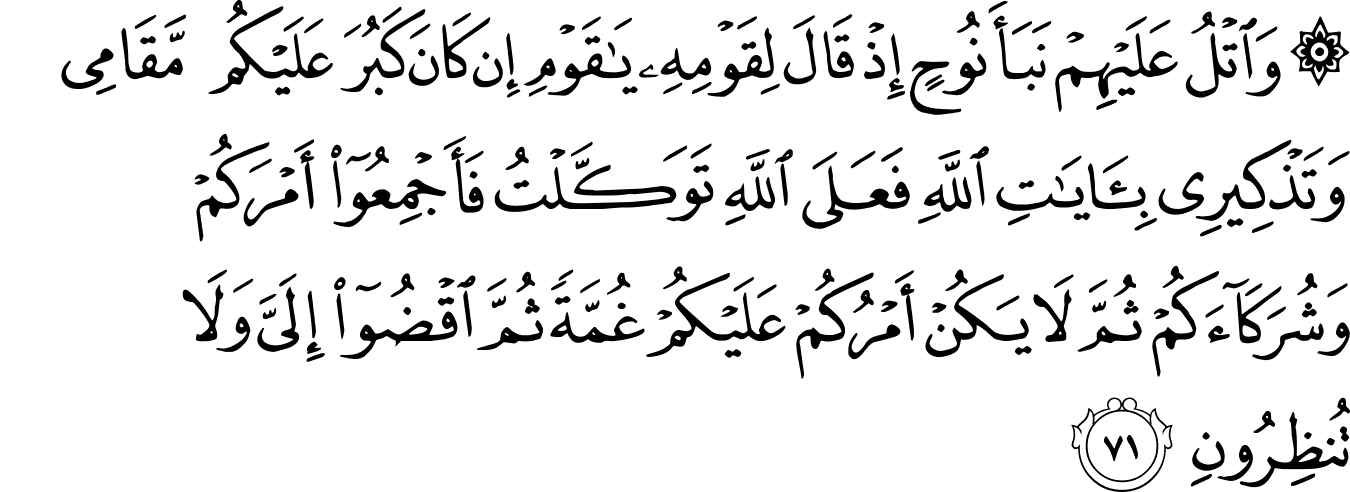 ۞ وَٱتْلُ عَلَيْهِمْ نَبَأَ نُوحٍ إِذْ قَالَ لِقَوْمِهِۦ يَـٰقَوْمِ إِن كَانَ كَبُرَ عَلَيْكُم مَّقَامِى
وَتَذْكِيرِى بِـَٔايَـٰتِ ٱللَّهِ فَعَلَى ٱللَّهِ تَوَكَّلْتُ فَأَجْمِعُوٓا۟ أَمْرَكُمْ
وَشُرَكَآءَكُمْ ثُمَّ لَا يَكُنْ أَمْرُكُمْ عَلَيْكُمْ غُمَّةً ثُمَّ ٱقْضُوٓا۟ إِلَىَّ وَلَا
تُنظِرُونِ ٧١